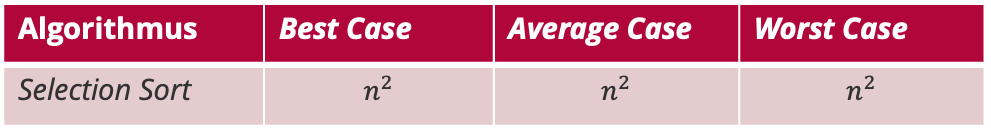 Algorithmus Best Case Average Case Worst Case
Selection Sort n² n² n²